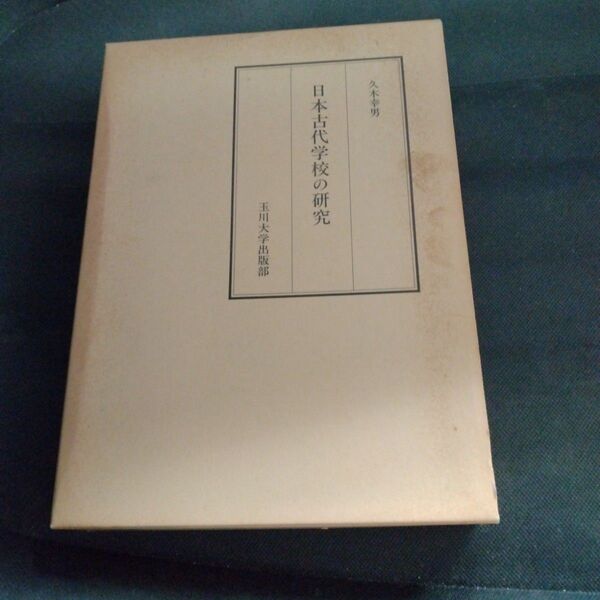 久木幸男
日本古代学校の研究
玉川大学出版部